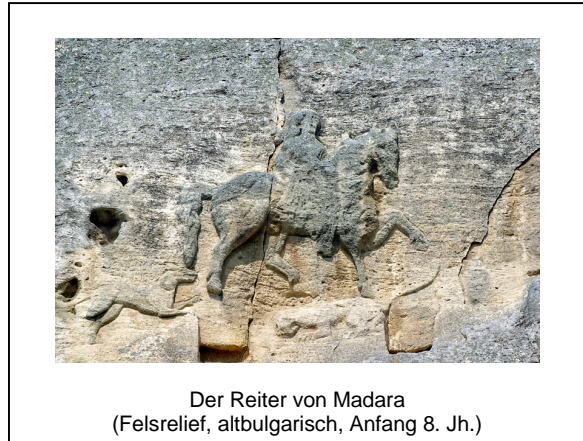 Der Reiter von Madara
(Felsrelief, altbulgarisch, Anfang 8. Jh.)